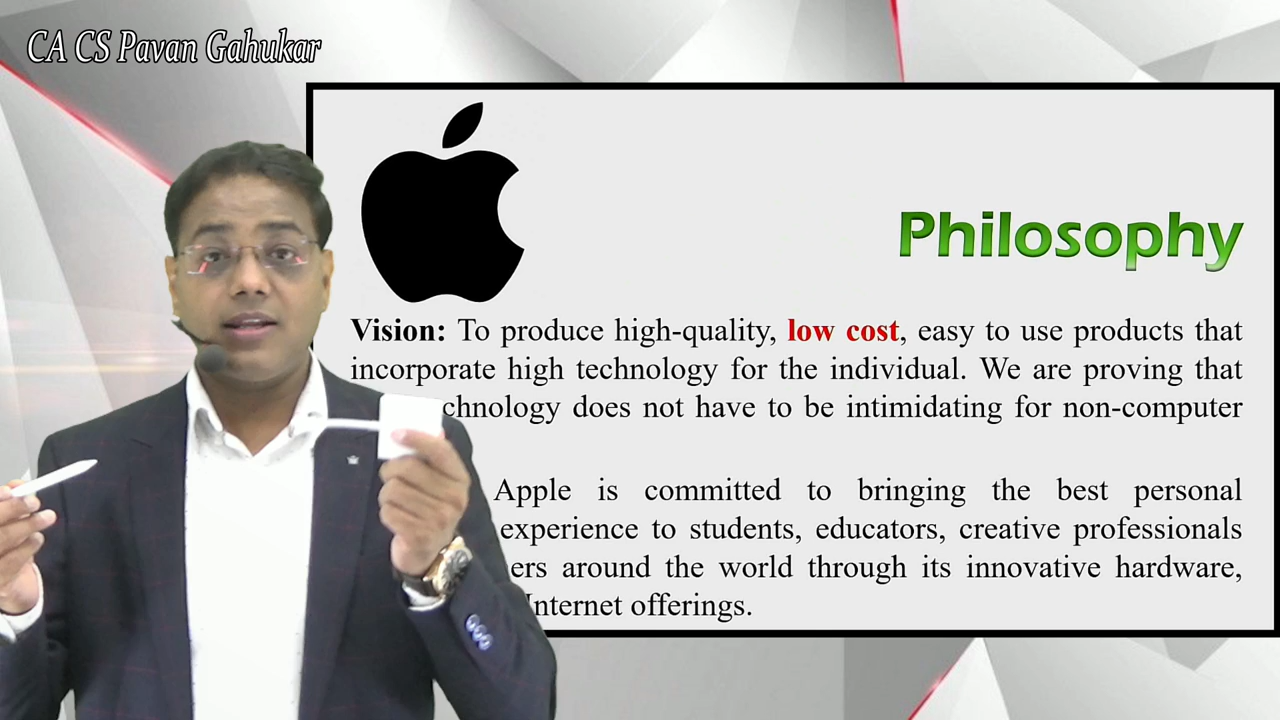 CA CS Pavan Gahukar
Philosophy
Vision: To produce high-quality, low cost, easy to use products that
incorporate high technology for the individual. We are proving that
chnology does not have to be intimidating for non-computer
Apple is committed to bringing the best personal
experience to students, educators, creative professionals
ers around the world through its innovative hardware,
Internet offerings.